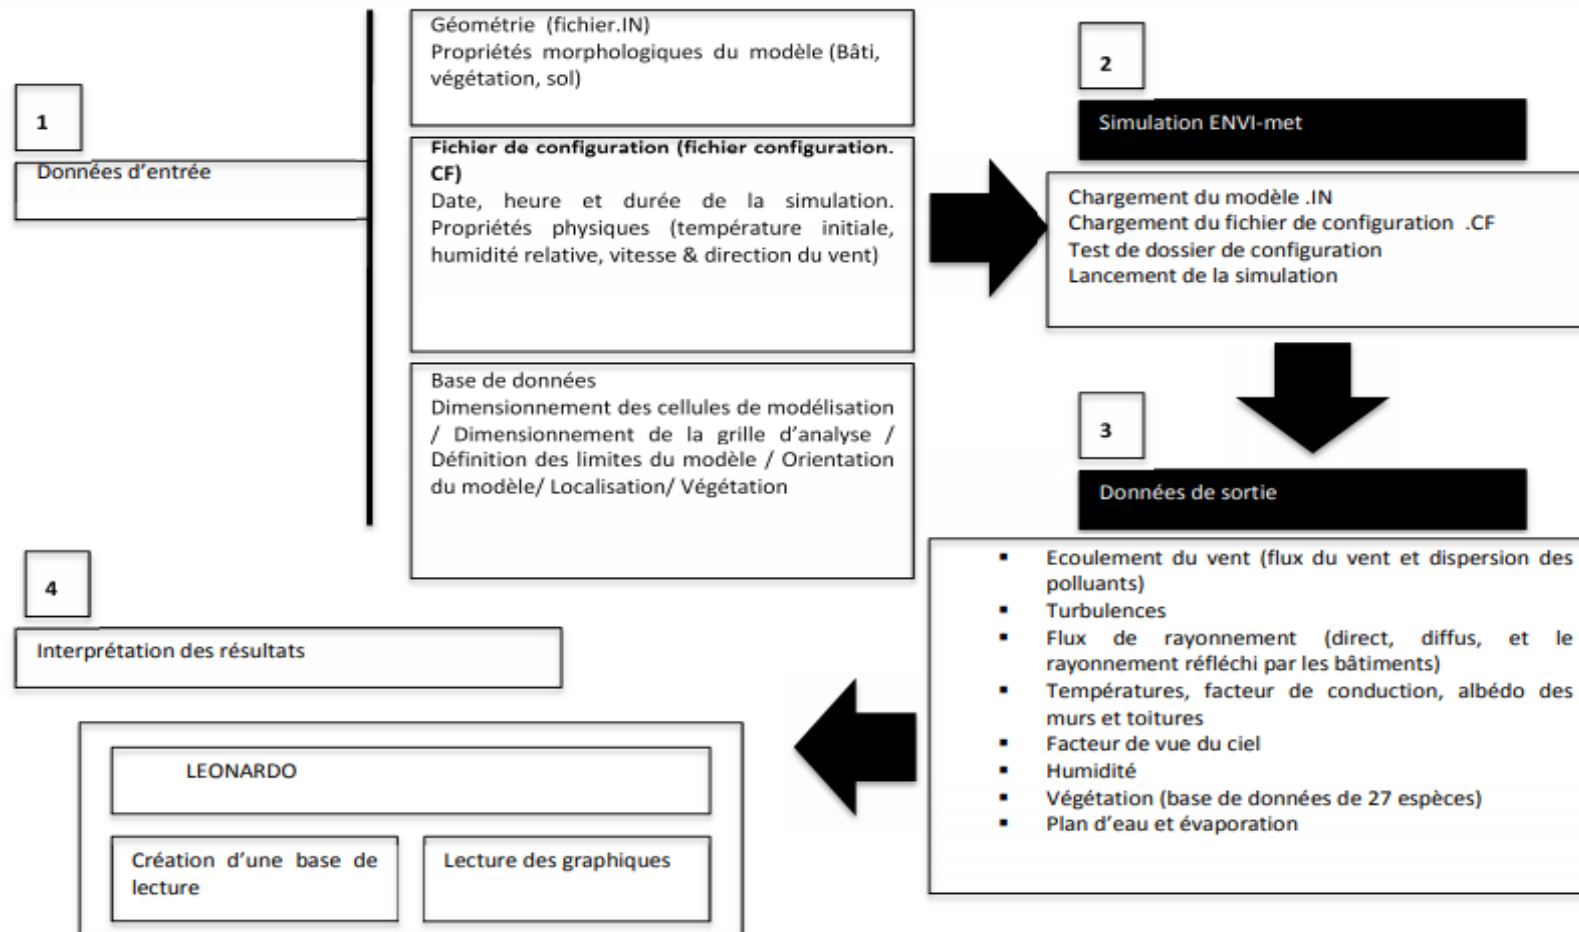 1
Données d'entrée
Géométrie (fichier.IN)
Propriétés morphologiques du modèle (Bâti,
végétation, sol)
Fichier de configuration (fichier configuration.
CF)
Date, heure et durée de la simulation.
Propriétés physiques (température initiale,
humidité relative, vitesse & direction du vent)
Base de données
Dimensionnement des cellules de modélisation
/ Dimensionnement de la grille d'analyse /
Définition des limites du modèle / Orientation
du modèle/ Localisation/ Végétation
2
Simulation ENVI-met
Chargement du modèle .IN
Chargement du fichier de configuration .CF
Test de dossier de configuration
Lancement de la simulation
3
Données de sortie
▪ Ecoulement du vent (flux du vent et dispersion des
polluants)
▪ Turbulences
▪ Flux de rayonnement (direct, diffus, et le
rayonnement réfléchi par les bâtiments)
▪ Températures, facteur de conduction, albédo des
murs et toitures
▪ Facteur de vue du ciel
▪ Humidité
▪ Végétation (base de données de 27 espèces)
▪ Plan d'eau et évaporation
4
Interprétation des résultats
LEONARDO
Création d'une base de
lecture
Lecture des graphiques